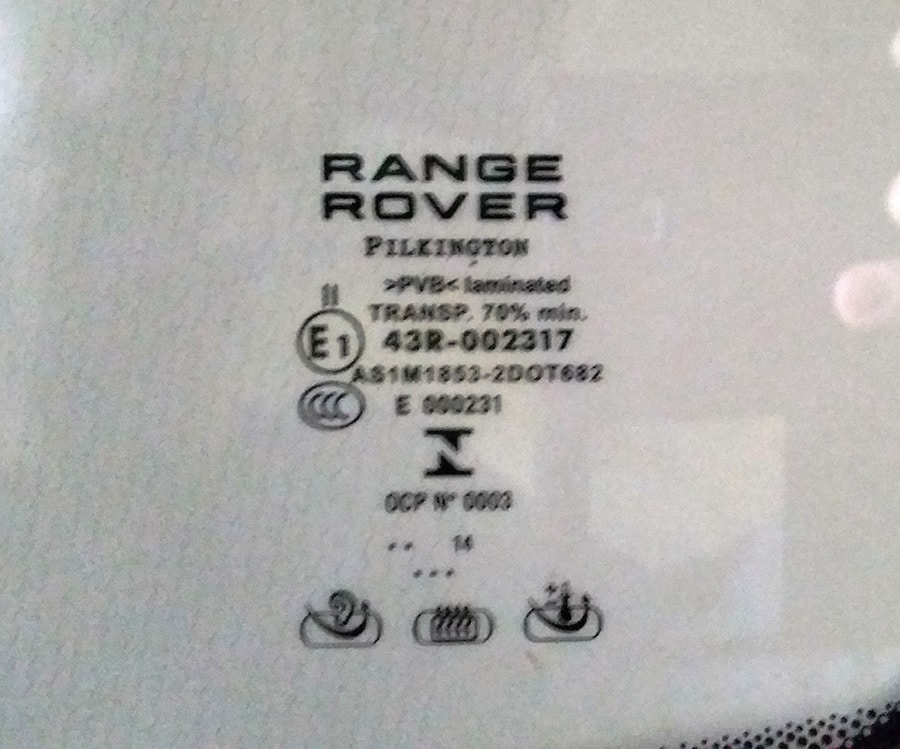 RANGE
ROVER
PILKINGTON
>PVB< laminated
II
TRANSP. 70% min.
E1 43R-002317
AS1M1853-2DOT682
CCC E 000231
OCP Nº 0003
.. 14
...